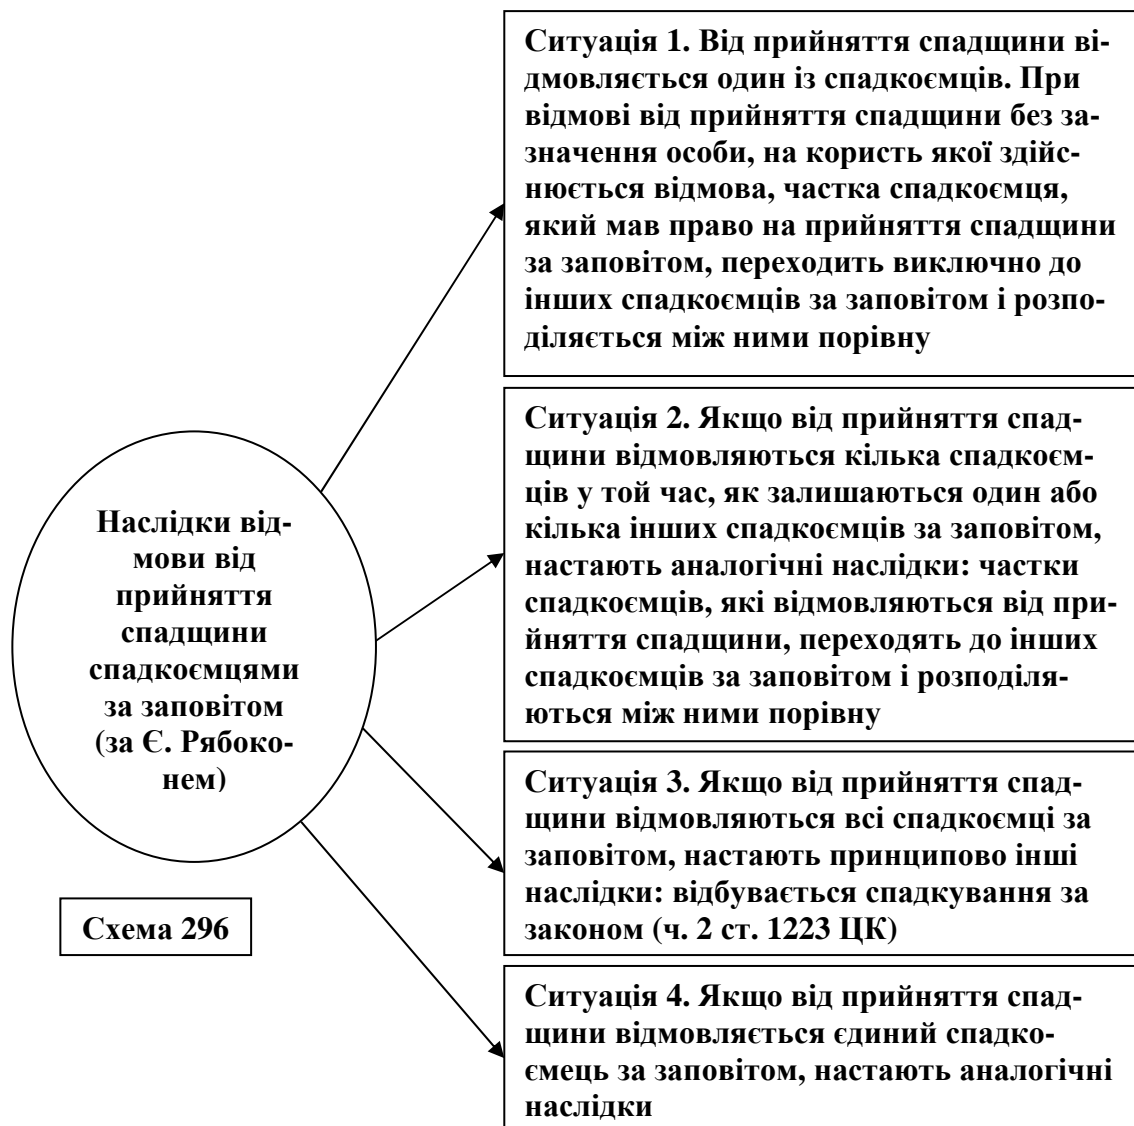 Ситуація 1. Від прийняття спадщини ві-
дмовляється один із спадкоємців. При
відмові від прийняття спадщини без за-
значення особи, на користь якої здійс-
нюється відмова, частка спадкоємця,
який мав право на прийняття спадщини
за заповітом, переходить виключно до
інших спадкоємців за заповітом і розпо-
діляється між ними порівну
Ситуація 2. Якщо від прийняття спад-
щини відмовляються кілька спадкоєм-
ців у той час, як залишаються один або
кілька інших спадкоємців за заповітом,
настають аналогічні наслідки: частки
спадкоємців, які відмовляються від при-
йняття спадщини, переходять до інших
спадкоємців за заповітом і розподіля-
ються між ними порівну
Наслідки від-
мови від
прийняття
спадщини
спадкоємцями
за заповітом
(за Є. Рябоко-
нем)
Ситуація 3. Якщо від прийняття спад-
щини відмовляються всі спадкоємці за
заповітом, настають принципово інші
наслідки: відбувається спадкування за
законом (ч. 2 ст. 1223 ЦК)
Схема 296
Ситуація 4. Якщо від прийняття спад-
щини відмовляється єдиний спадко-
ємець за заповітом, настають аналогічні
наслідки